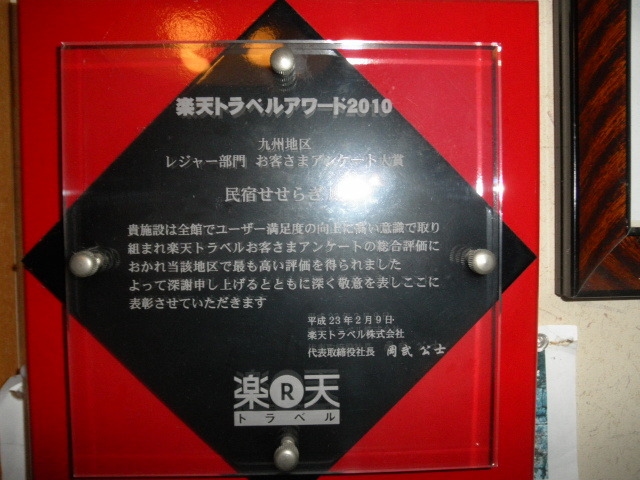 楽天トラベルアワード2010
九州地区
レジャー部門 お客さまアンケート大賞
民宿せせらぎ
貴施設は全館でユーザー満足度の向上に高い意識で取り
組まれ楽天トラベルお客さまアンケートの総合評価に
おかれ当該地区で最も高い評価を得られました
よって深謝申し上げるとともに深く敬意を表しここに
表彰させていただきます
平成23年2月9日
楽天トラベル株式会社
代表取締役社長 岡武 公士
楽R天
トラベル